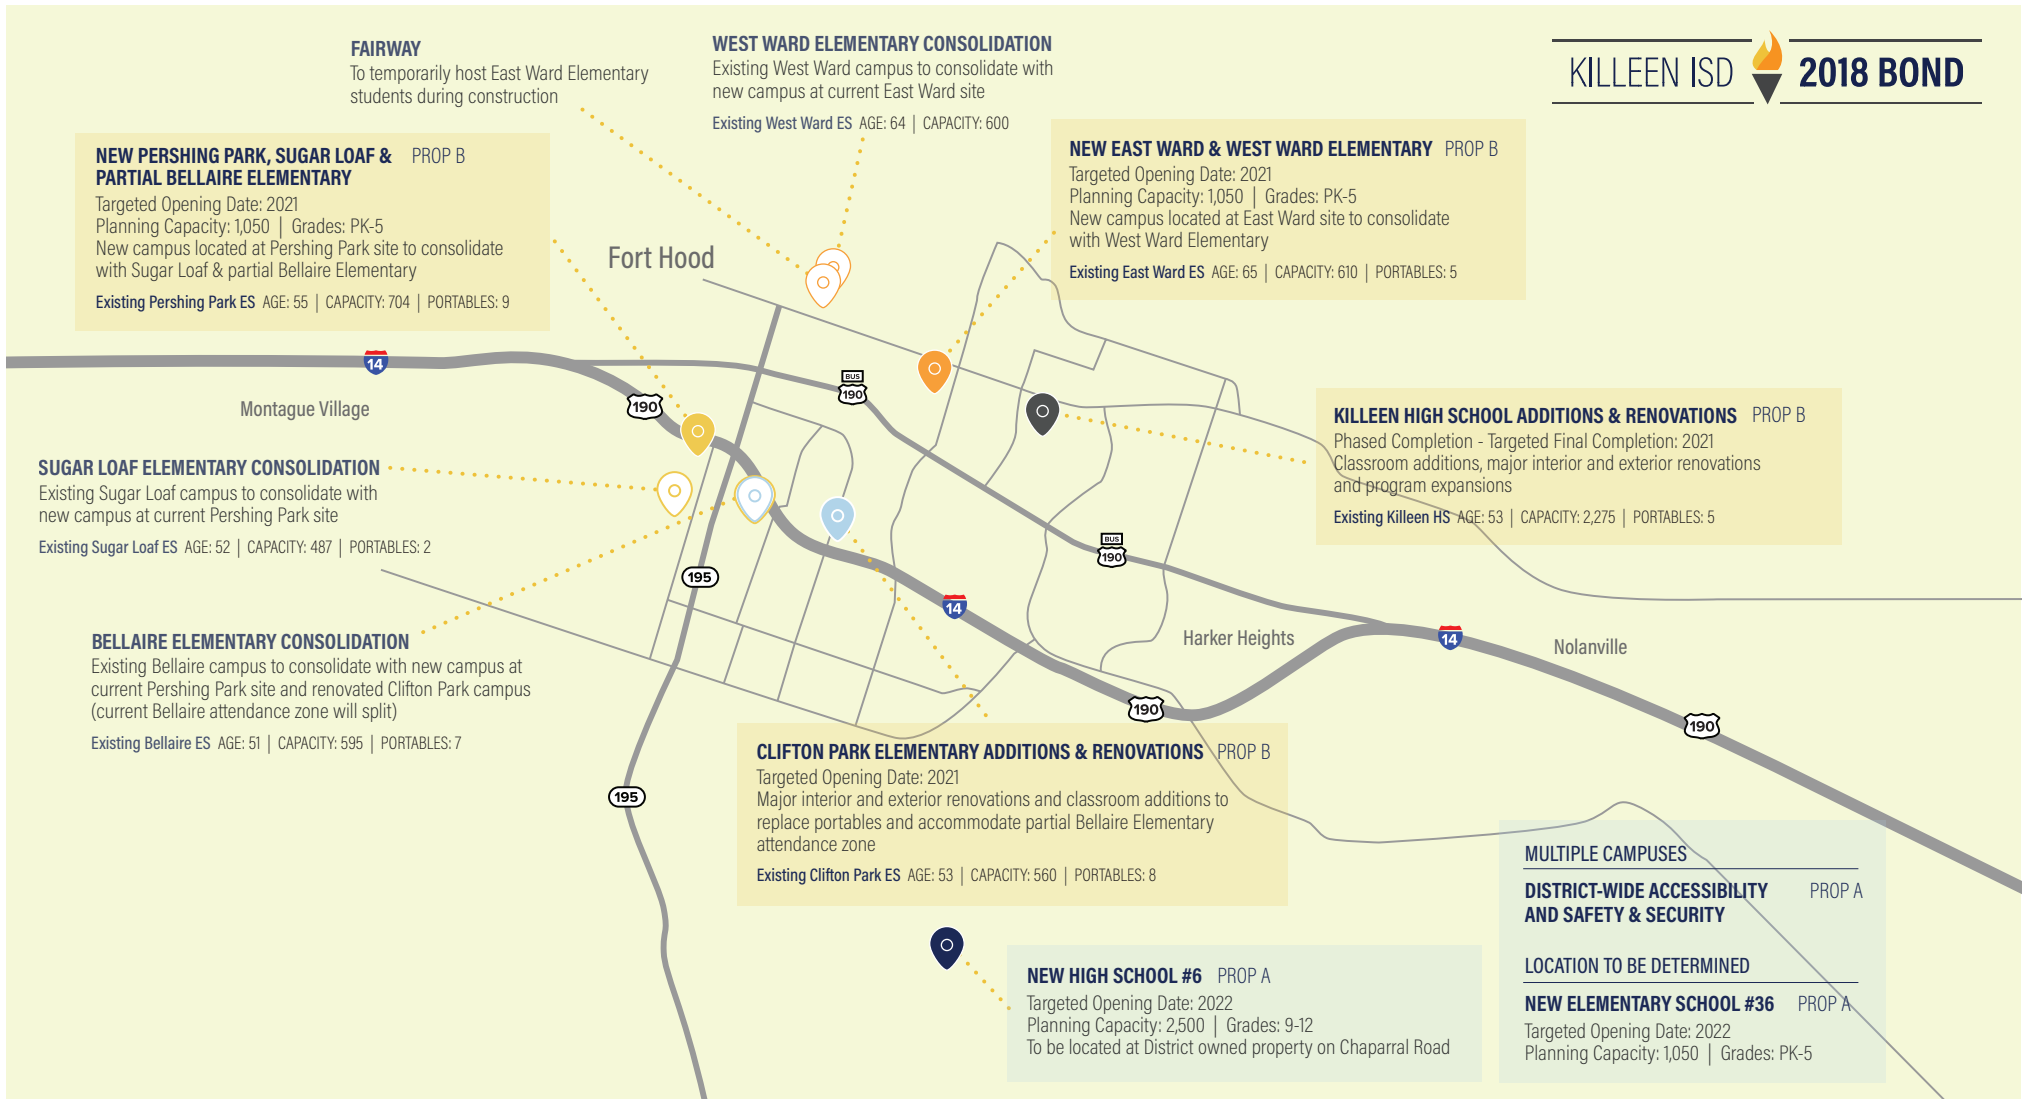 KILLEEN ISD 2018 BOND
FAIRWAY
To temporarily host East Ward Elementary
students during construction
WEST WARD ELEMENTARY CONSOLIDATION
Existing West Ward campus to consolidate with
new campus at current East Ward site
Existing West Ward ES AGE: 64 | CAPACITY: 600
NEW PERSHING PARK, SUGAR LOAF & PROP B
PARTIAL BELLAIRE ELEMENTARY
Targeted Opening Date: 2021
Planning Capacity: 1,050 | Grades: PK-5
New campus located at Pershing Park site to consolidate
with Sugar Loaf & partial Bellaire Elementary
Existing Pershing Park ES AGE: 55 | CAPACITY: 704 | PORTABLES: 9
NEW EAST WARD & WEST WARD ELEMENTARY PROP B
Targeted Opening Date: 2021
Planning Capacity: 1,050 | Grades: PK-5
New campus located at East Ward site to consolidate
with West Ward Elementary
Existing East Ward ES AGE: 65 | CAPACITY: 610 | PORTABLES: 5
Fort Hood
14
190
BUS
190
Montague Village
KILLEEN HIGH SCHOOL ADDITIONS & RENOVATIONS PROP B
Phased Completion - Targeted Final Completion: 2021
Classroom additions, major interior and exterior renovations
and program expansions
Existing Killeen HS AGE: 53 | CAPACITY: 2,275 | PORTABLES: 5
SUGAR LOAF ELEMENTARY CONSOLIDATION
Existing Sugar Loaf campus to consolidate with
new campus at current Pershing Park site
Existing Sugar Loaf ES AGE: 52 | CAPACITY: 487 | PORTABLES: 2
BUS
190
195
14
Harker Heights
14
Nolanville
BELLAIRE ELEMENTARY CONSOLIDATION
Existing Bellaire campus to consolidate with new campus at
current Pershing Park site and renovated Clifton Park campus
(current Bellaire attendance zone will split)
Existing Bellaire ES AGE: 51 | CAPACITY: 595 | PORTABLES: 7
190
190
195
CLIFTON PARK ELEMENTARY ADDITIONS & RENOVATIONS PROP B
Targeted Opening Date: 2021
Major interior and exterior renovations and classroom additions to
replace portables and accommodate partial Bellaire Elementary
attendance zone
Existing Clifton Park ES AGE: 53 | CAPACITY: 560 | PORTABLES: 8
NEW HIGH SCHOOL #6 PROP A
Targeted Opening Date: 2022
Planning Capacity: 2,500 | Grades: 9-12
To be located at District owned property on Chaparral Road
MULTIPLE CAMPUSES
DISTRICT-WIDE ACCESSIBILITY PROP A
AND SAFETY & SECURITY
LOCATION TO BE DETERMINED
NEW ELEMENTARY SCHOOL #36 PROP A
Targeted Opening Date: 2022
Planning Capacity: 1,050 | Grades: PK-5